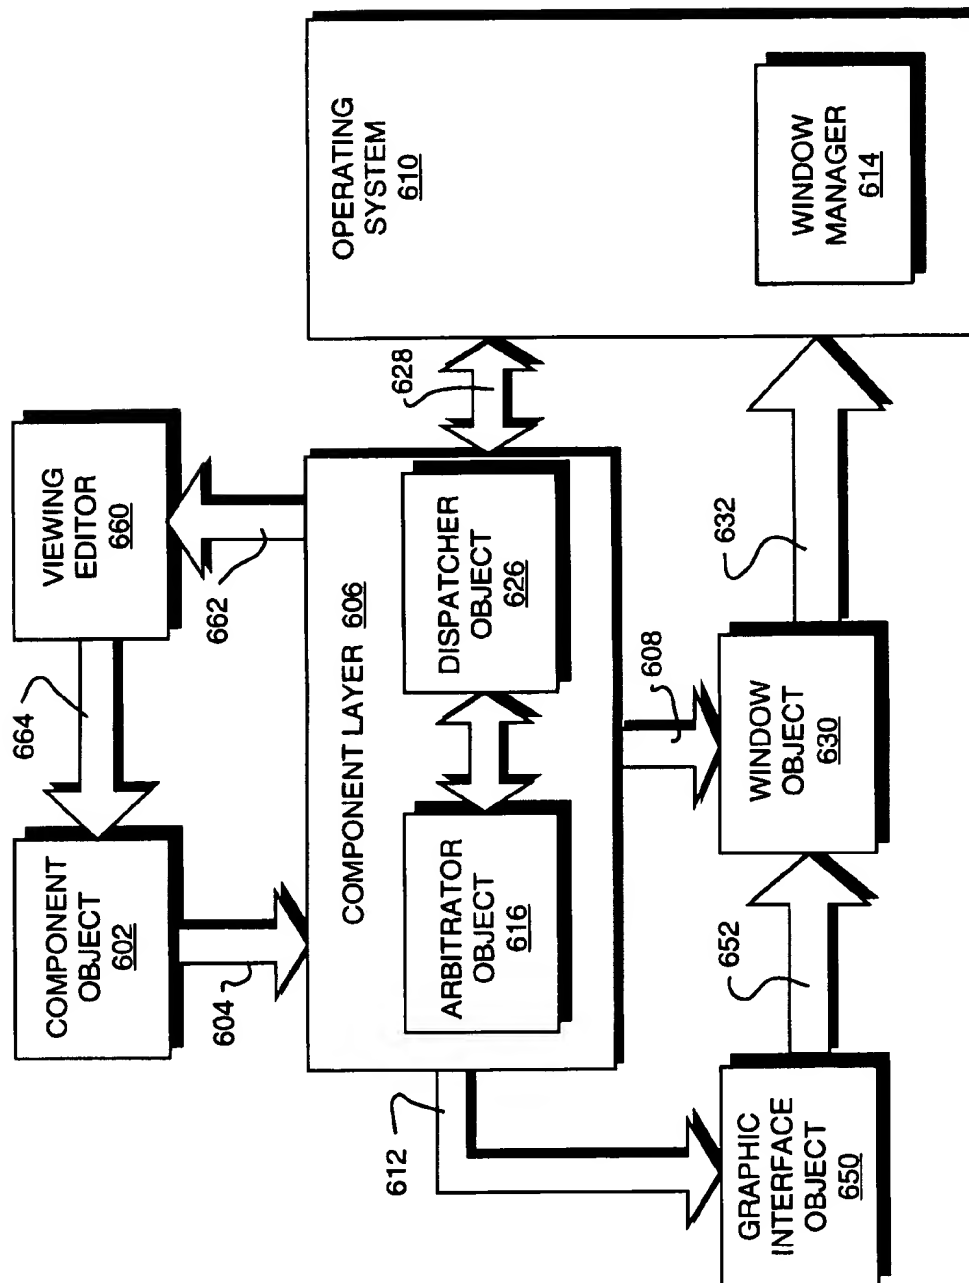 COMPONENT
OBJECT
602
664
VIEWING
EDITOR
660
604
662
COMPONENT LAYER 606
612
ARBITRATOR
OBJECT
616
DISPATCHER
OBJECT
626
628
OPERATING
SYSTEM
610
608
GRAPHIC
INTERFACE
OBJECT
650
652
WINDOW
OBJECT
630
632
WINDOW
MANAGER
614